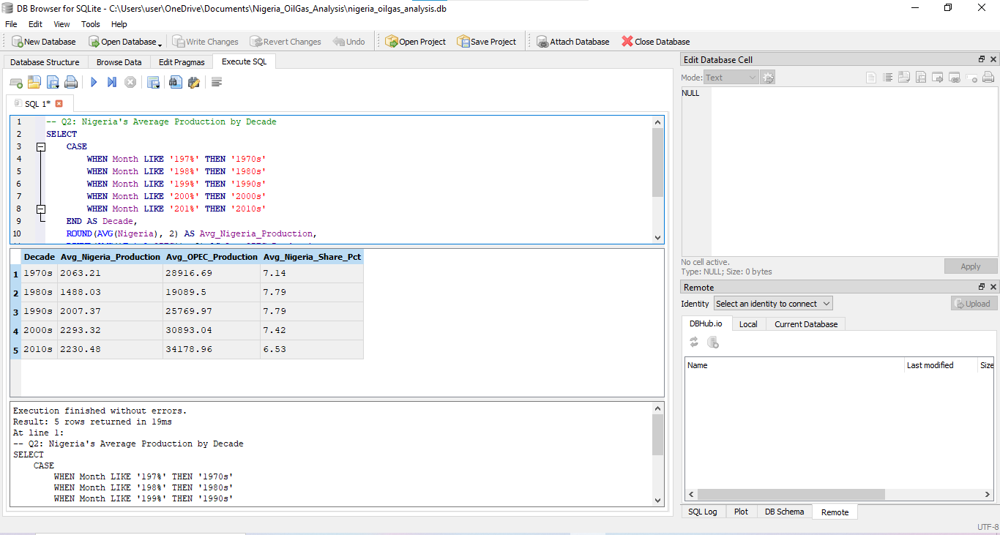 DB Browser for SQLite - C:\Users\user\OneDrive\Documents\Nigeria_OilGas_Analysis\nigeria_oilgas_analysis.db
File Edit View Tools Help
New Database Open Database Write Changes Revert Changes Undo Open Project Save Project Attach Database Close Database
Database Structure Browse Data Edit Pragmas Execute SQL
SQL 1*
1 -- Q2: Nigeria's Average Production by Decade
2 SELECT
3 CASE
4 WHEN Month LIKE '197%' THEN '1970s'
5 WHEN Month LIKE '198%' THEN '1980s'
6 WHEN Month LIKE '199%' THEN '1990s'
7 WHEN Month LIKE '200%' THEN '2000s'
8 WHEN Month LIKE '201%' THEN '2010s'
9 END AS Decade,
10 ROUND(AVG(Nigeria), 2) AS Avg_Nigeria_Production,
Decade Avg_Nigeria_Production Avg_OPEC_Production Avg_Nigeria_Share_Pct
1 1970s 2063.21 28916.69 7.14
2 1980s 1488.03 19089.5 7.79
3 1990s 2007.37 25769.97 7.79
4 2000s 2293.32 30893.04 7.42
5 2010s 2230.48 34178.96 6.53
Execution finished without errors.
Result: 5 rows returned in 19ms
At line 1:
-- Q2: Nigeria's Average Production by Decade
SELECT
CASE
WHEN Month LIKE '197%' THEN '1970s'
WHEN Month LIKE '198%' THEN '1980s'
WHEN Month LIKE '199%' THEN '1990s'
Edit Database Cell
Mode: Text
NULL
No cell active.
Type: NULL; Size: 0 bytes
Apply
Remote
Identity Select an identity to connect Upload
DBHub.io Local Current Database
Name Last modified Size
SQL Log Plot DB Schema Remote
UTF-8